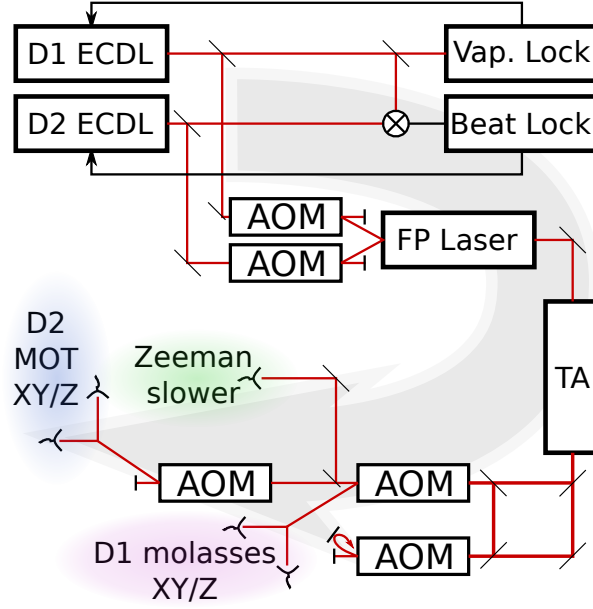 D1 ECDL
Vap. Lock
D2 ECDL
Beat Lock
AOM
AOM
FP Laser
D2
MOT
XY/Z
Zeeman
slower
TA
AOM
AOM
D1 molasses
XY/Z
AOM